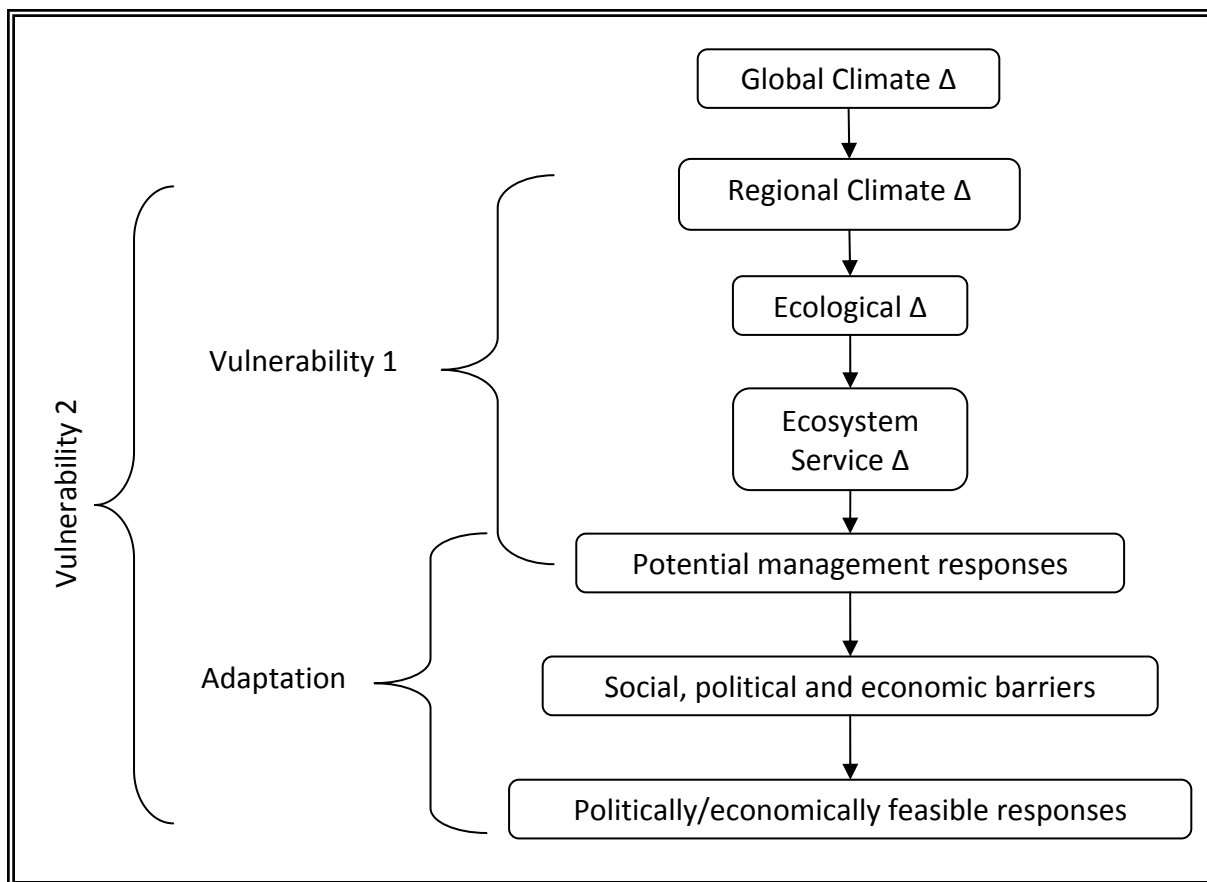 Global Climate Δ
Regional Climate Δ
Ecological Δ
Vulnerability 1
Ecosystem
Service Δ
Vulnerability 2
Potential management responses
Adaptation
Social, political and economic barriers
Politically/economically feasible responses